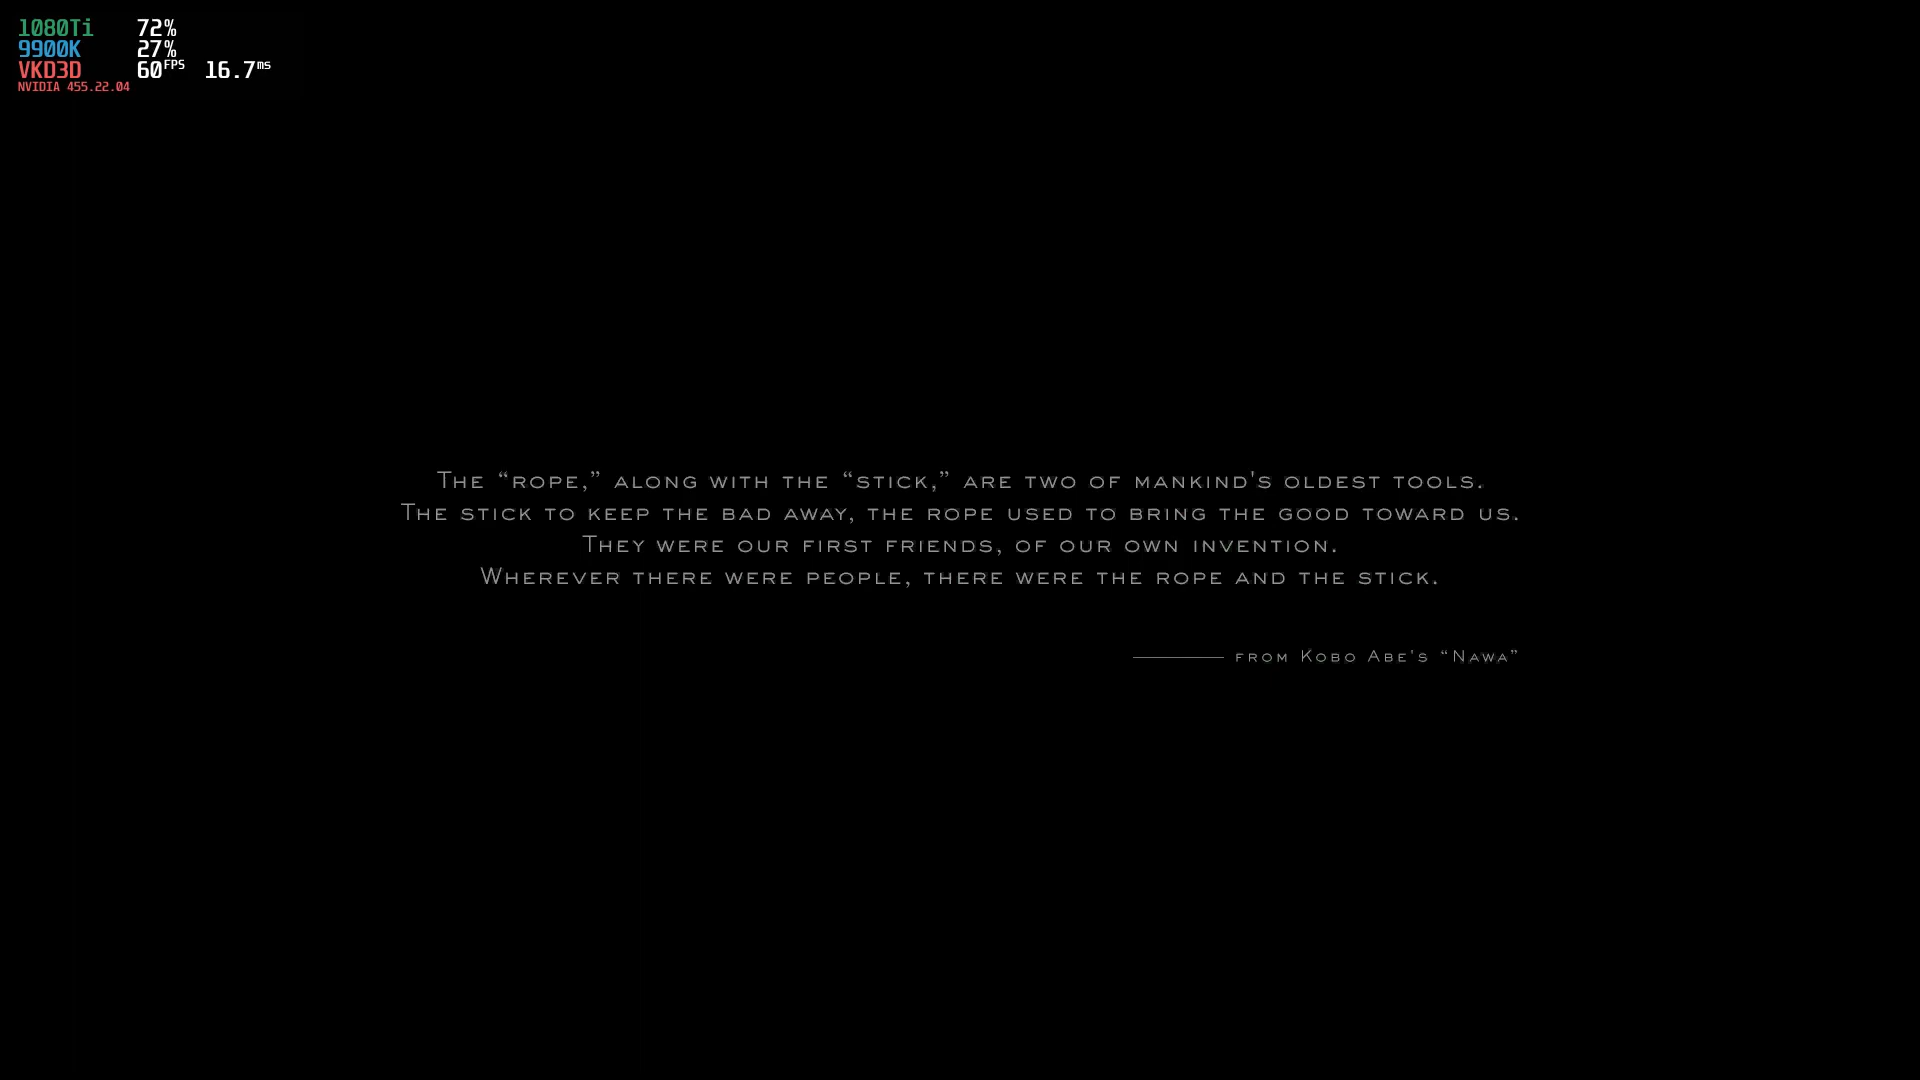 1080Ti 72%
9900K 27%
VKD3D 60FPS 16.7ms
NVIDIA 455.22.04
The “rope,” along with the “stick,” are two of mankind's oldest tools.
The stick to keep the bad away, the rope used to bring the good toward us.
They were our first friends, of our own invention.
Wherever there were people, there were the rope and the stick.
from Kobo Abe's “Nawa”